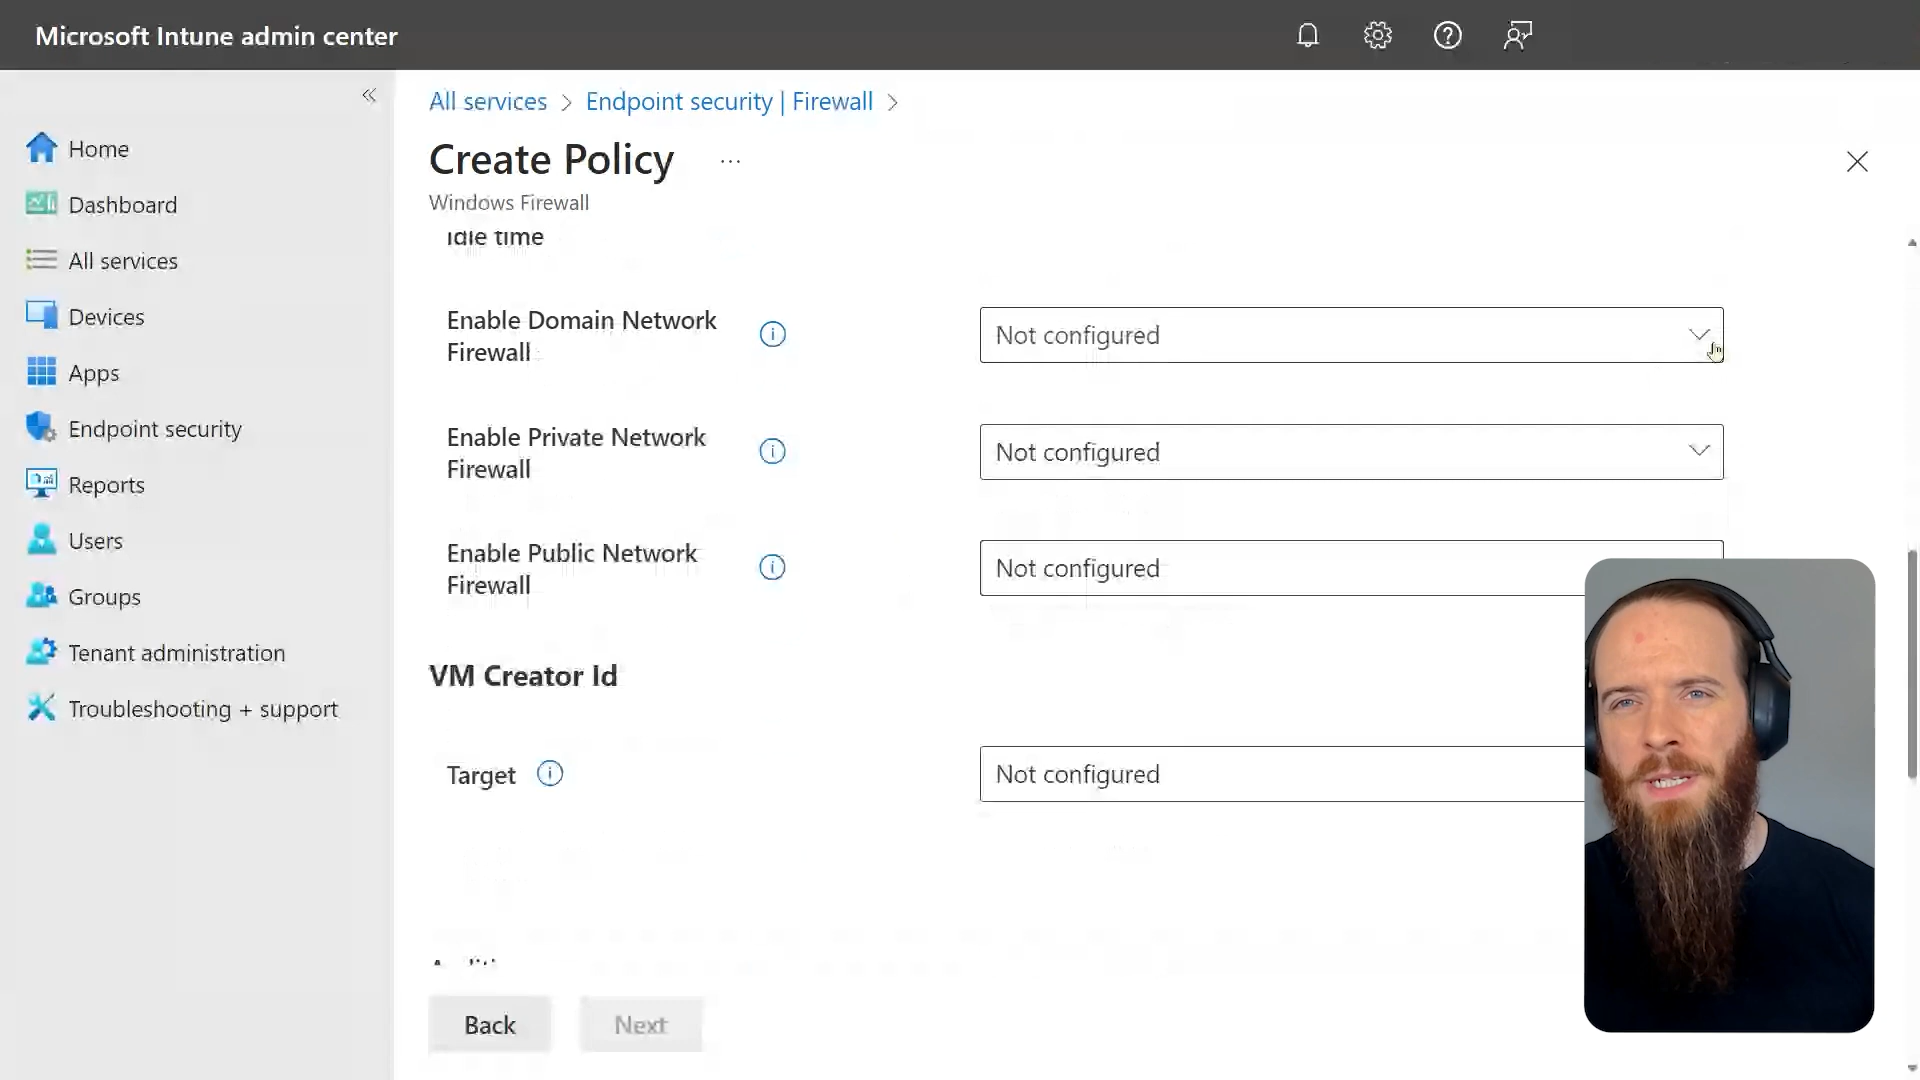 Microsoft Intune admin center
All services > Endpoint security | Firewall >
Create Policy ...
Windows Firewall
Home
Dashboard
All services
Devices
Apps
Endpoint security
Reports
Users
Groups
Tenant administration
Troubleshooting + support
idle time
Enable Domain Network
Firewall
Not configured
Enable Private Network
Firewall
Not configured
Enable Public Network
Firewall
Not configured
VM Creator Id
Target
Not configured
Back
Next